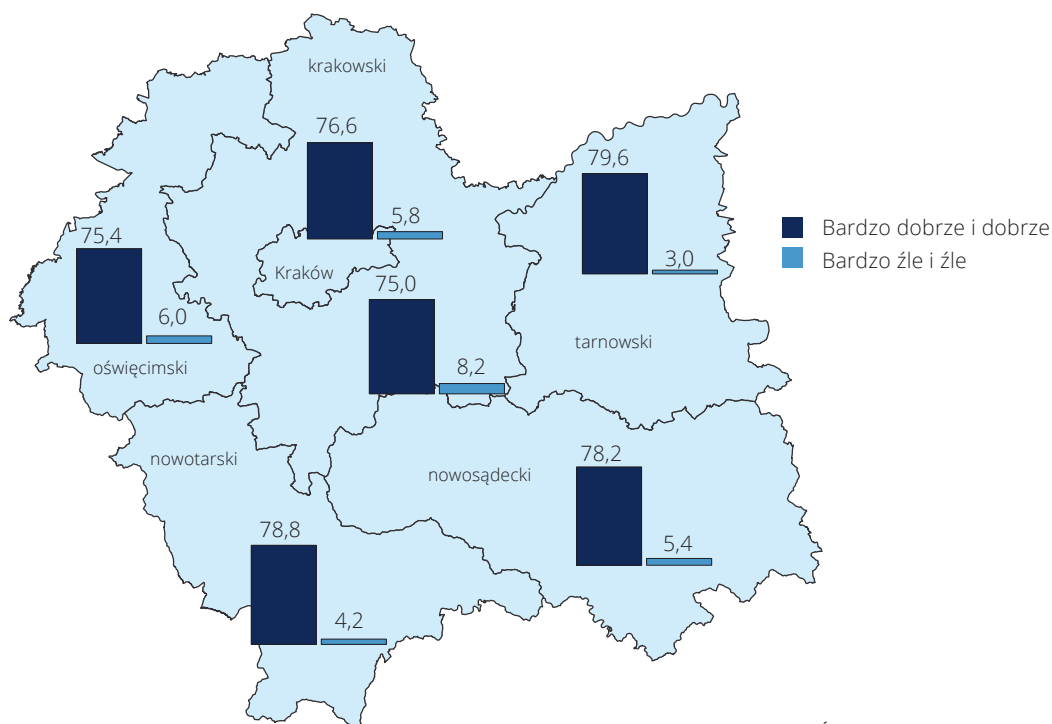 krakowski
76,6
5,8
79,6
3,0
Bardzo dobrze i dobrze
Bardzo źle i źle
75,4
6,0
Kraków
75,0
8,2
oświęcimski
tarnowski
nowotarski
nowosądecki
78,2
5,4
78,8
4,2